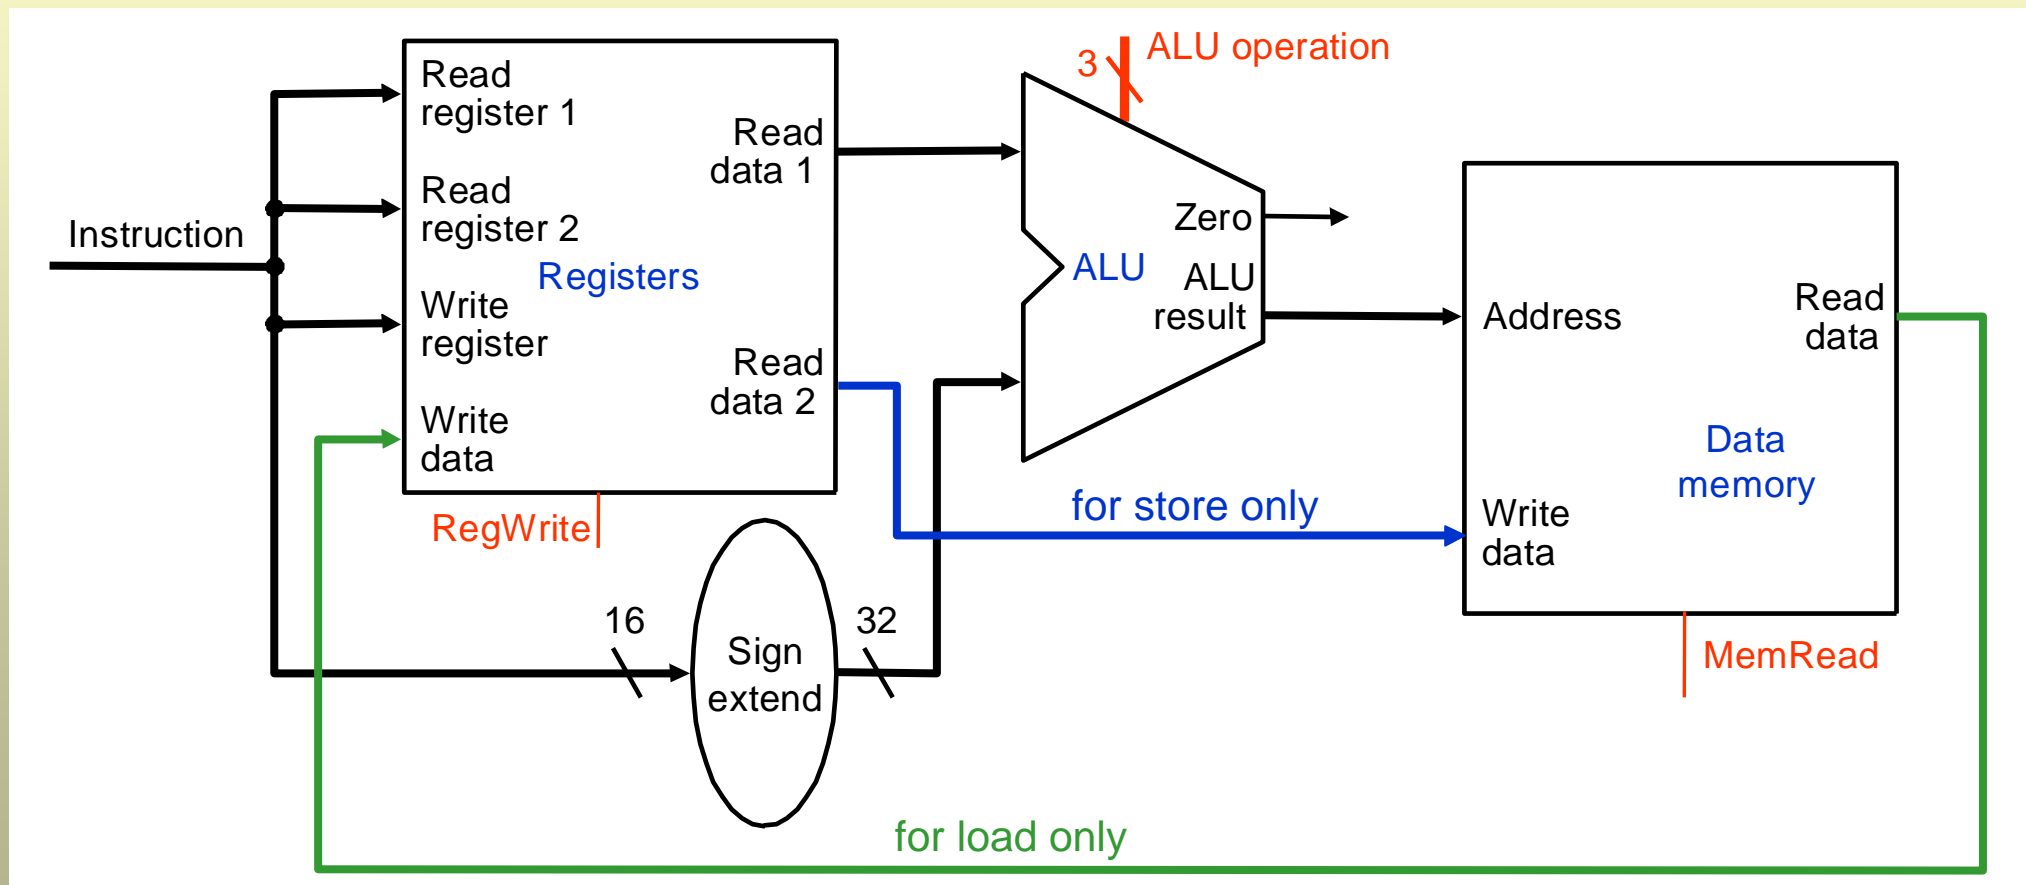 Instruction
Read
register 1
Read
register 2
Registers
Write
register
Write
data
Read
data 1
Read
data 2
RegWrite
16
Sign
extend
32
3
ALU operation
Zero
ALU
ALU
result
for store only
Address
Read
data
Data
memory
Write
data
MemRead
for load only